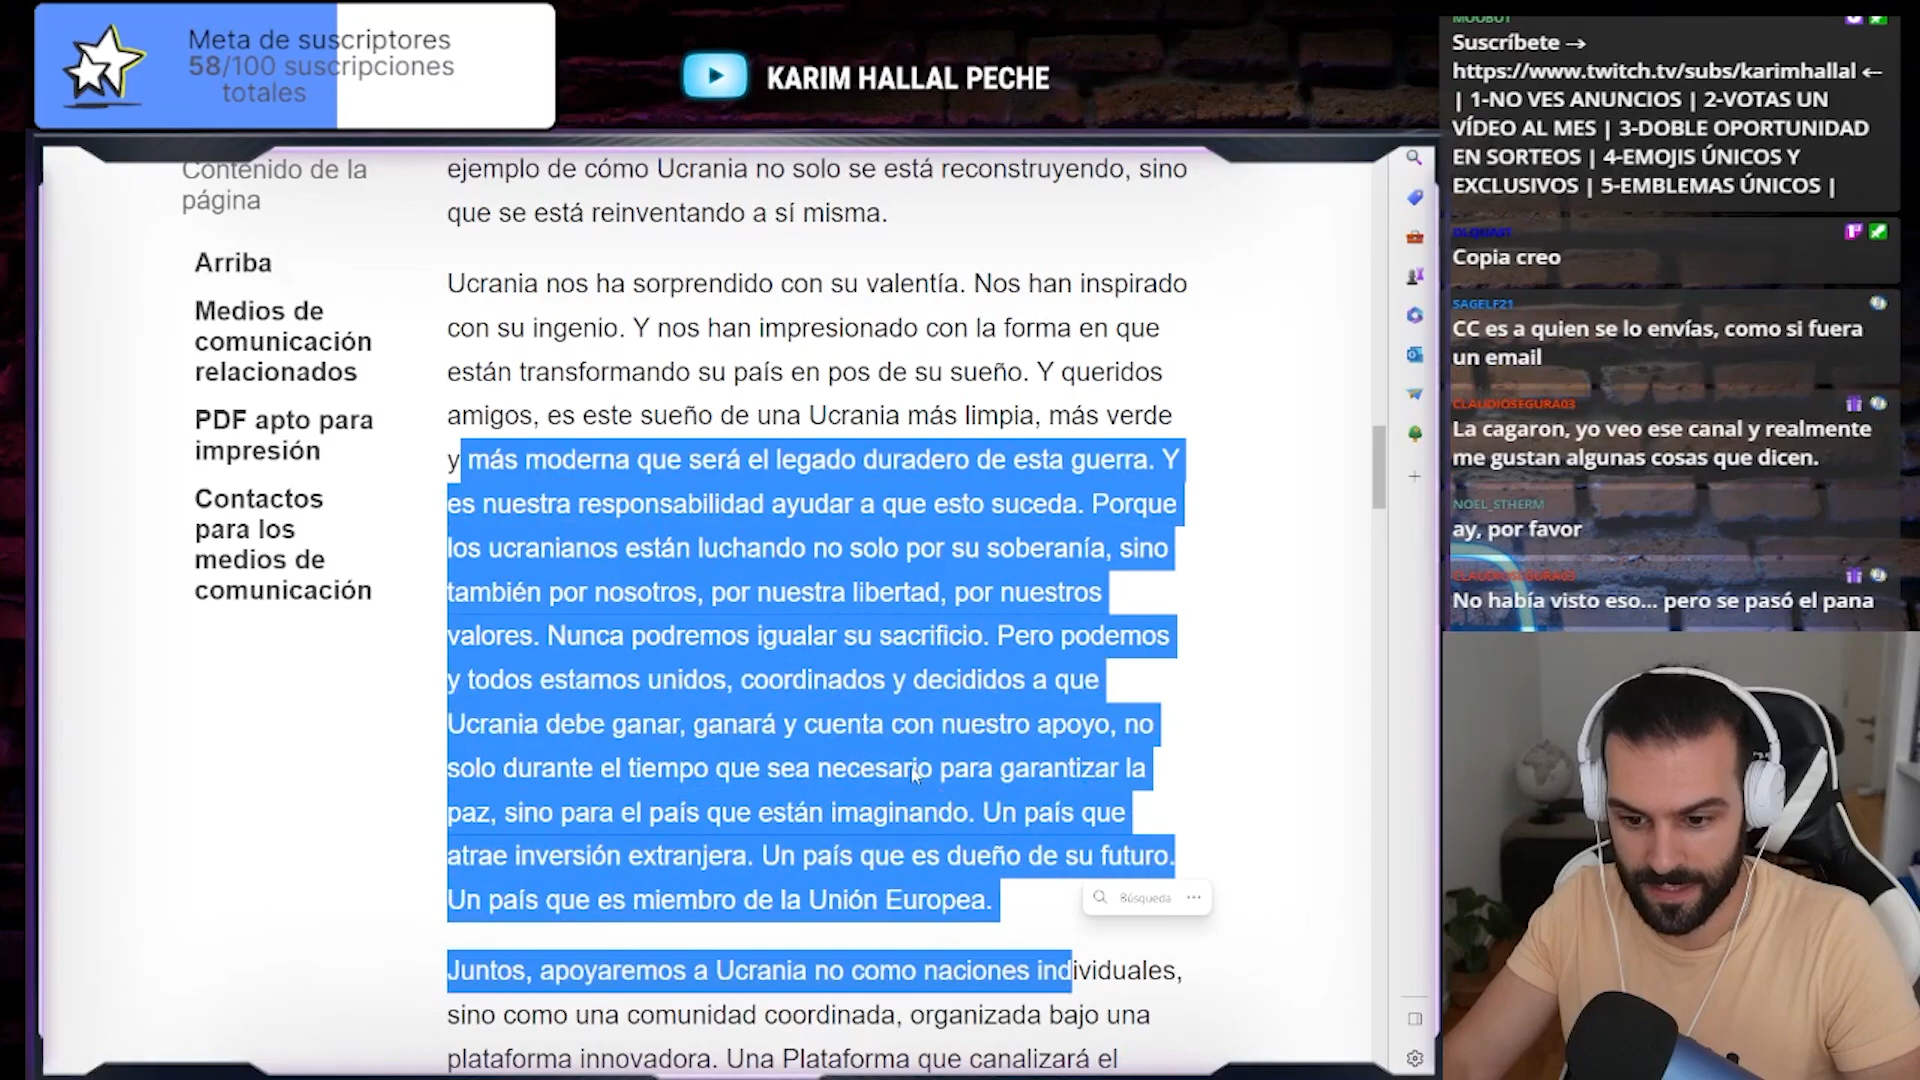 Meta de suscriptores
58/100 suscripciones
totales
KARIM HALLAL PECHE
Contenido de la
página
Arriba
Medios de
comunicación
relacionados
PDF apto para
impresión
Contactos
para los
medios de
comunicación
ejemplo de cómo Ucrania no solo se está reconstruyendo, sino
que se está reinventando a sí misma.
Ucrania nos ha sorprendido con su valentía. Nos han inspirado
con su ingenio. Y nos han impresionado con la forma en que
están transformando su país en pos de su sueño. Y queridos
amigos, es este sueño de una Ucrania más limpia, más verde
y más moderna que será el legado duradero de esta guerra. Y
es nuestra responsabilidad ayudar a que esto suceda. Porque
los ucranianos están luchando no solo por su soberanía, sino
también por nosotros, por nuestra libertad, por nuestros
valores. Nunca podremos igualar su sacrificio. Pero podemos
y todos estamos unidos, coordinados y decididos a que
Ucrania debe ganar, ganará y cuenta con nuestro apoyo, no
solo durante el tiempo que sea necesario para garantizar la
paz, sino para el país que están imaginando. Un país que
atrae inversión extranjera. Un país que es dueño de su futuro.
Un país que es miembro de la Unión Europea.
Búsqueda
Juntos, apoyaremos a Ucrania no como naciones individuales,
sino como una comunidad coordinada, organizada bajo una
plataforma innovadora. Una Plataforma que canalizará el
MOOBOT
Suscríbete →
https://www.twitch.tv/subs/karimhallal ←
| 1-NO VES ANUNCIOS | 2-VOTAS UN
VÍDEO AL MES | 3-DOBLE OPORTUNIDAD
EN SORTEOS | 4-EMOJIS ÚNICOS Y
EXCLUSIVOS | 5-EMBLEMAS ÚNICOS |
Copia creo
SAGELF21
CC es a quien se lo envías, como si fuera
un email
CLAUDIOSEGURA03
La cagaron, yo veo ese canal y realmente
me gustan algunas cosas que dicen.
NOEL_STHERM
ay, por favor
CLAUDIOSEGURA03
No había visto eso... pero se pasó el pana